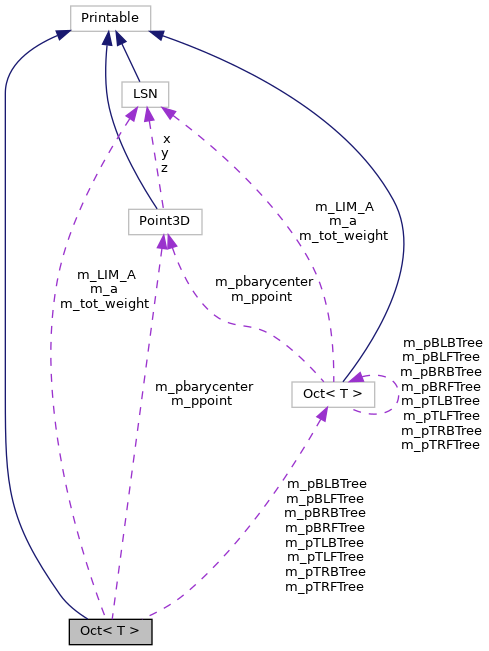 Printable
LSN
x
y
z
Point3D
m_LIM_A
m_a
m_tot_weight
m_LIM_A
m_a
m_tot_weight
m_pbarycenter
m_ppoint
m_pBLBTree
m_pBLFTree
m_pBRBTree
m_pBRFTree
m_pTLBTree
m_pTLFTree
m_pTRBTree
m_pTRFTree
Oct< T >
m_pbarycenter
m_ppoint
m_pBLBTree
m_pBLFTree
m_pBRBTree
m_pBRFTree
m_pTLBTree
m_pTLFTree
m_pTRBTree
m_pTRFTree
Oct< T >